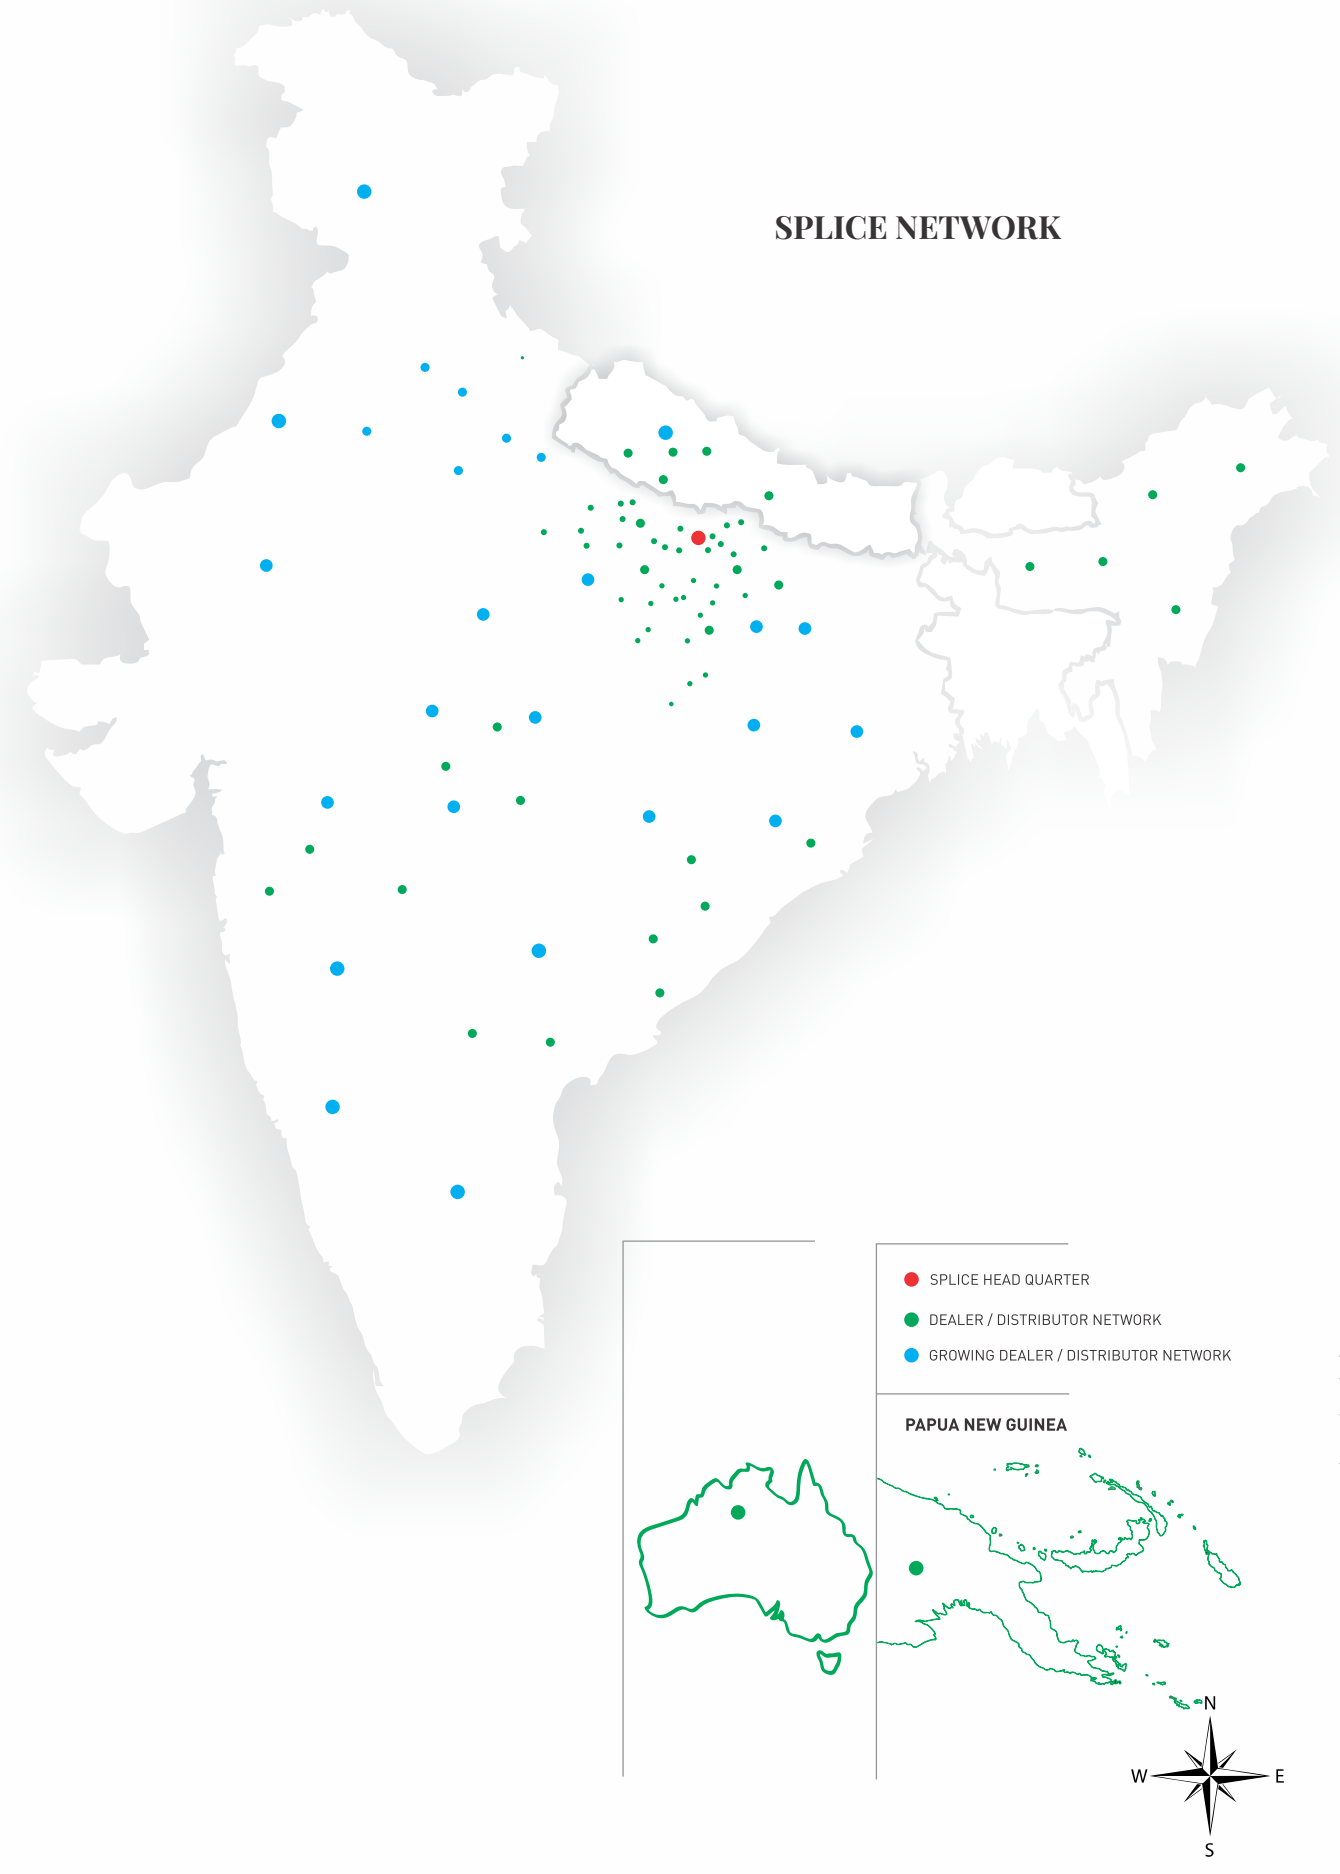 SPLICE NETWORK
SPLICE HEAD QUARTER
DEALER / DISTRIBUTOR NETWORK
GROWING DEALER / DISTRIBUTOR NETWORK
PAPUA NEW GUINEA
N
W E
S